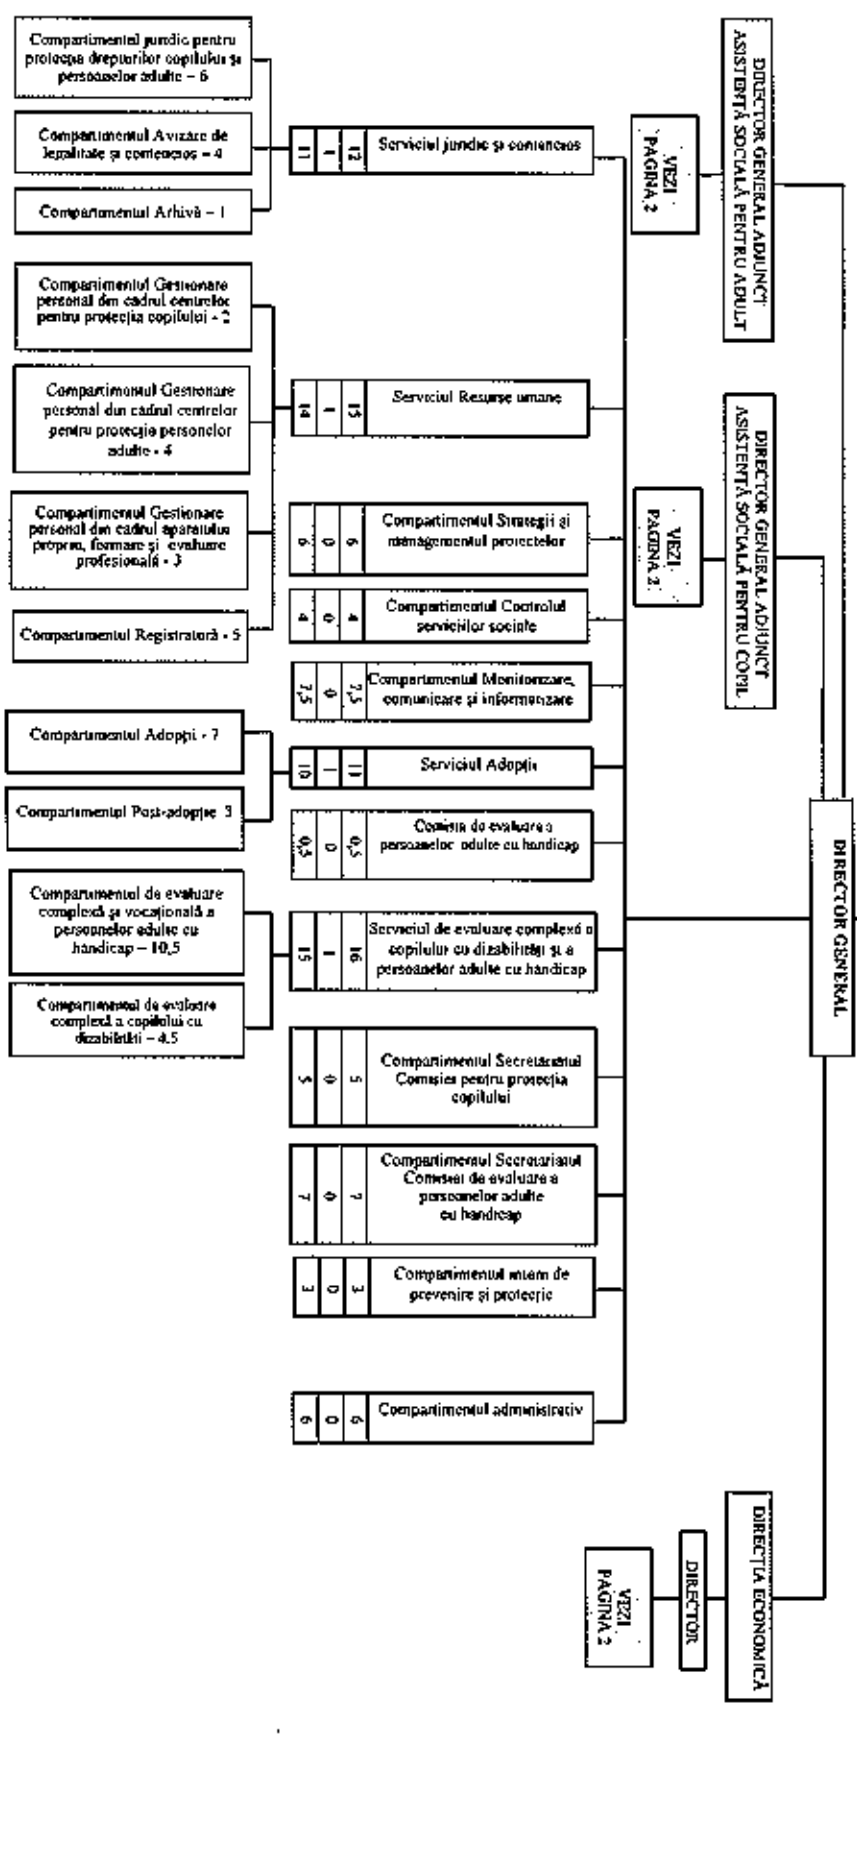 DIRECTOR GENERAL
DIRECTOR GENERAL ADJUNCT
ASISTENȚĂ SOCIALĂ PENTRU ADULT
VEZI
PAGINA 2
DIRECTOR GENERAL ADJUNCT
ASISTENȚĂ SOCIALĂ PENTRU COPIL
VEZI
PAGINA 2
DIRECȚIA ECONOMICĂ
DIRECTOR
VEZI
PAGINA 2
Serviciul juridic și contencios
12
1
11
Compartimentul juridic pentru
protecția drepturilor copilului și
persoanelor adulte – 6
Compartimentul Avizare de
legalitate și contencios – 4
Compartimentul Arhivă – 1
Serviciul Resurse umane
15
1
14
Compartimentul Gestionare
personal din cadrul centrelor
pentru protecția copilului - 2
Compartimentul Gestionare
personal din cadrul centrelor
pentru protecția personelor
adulte - 4
Compartimentul Gestionare
personal din cadrul aparatului
propriu, formare și evaluare
profesională - 3
Compartimentul Registratură - 5
Compartimentul Strategii și
managementul proiectelor
6
0
6
Compartimentul Controlul
serviciilor sociale
4
0
4
Compartimentul Monitorizare,
comunicare și informatizare
7,5
0
7,5
Serviciul Adopții
11
1
10
Compartimentul Adopții - 7
Compartimentul Post-adopție 3
Comisia de evaluare a
persoanelor adulte cu handicap
0,5
0
0,5
Serviciul de evaluare complexă a
copilului cu dizabilități și a
persoanelor adulte cu handicap
16
1
15
Compartimentul de evaluare
complexă și vocațională a
persoanelor adulte cu
handicap – 10,5
Compartimentul de evaluare
complexă a copilului cu
dizabilități – 4,5
Compartimentul Secretariatul
Comisiei pentru protecția
copilului
5
0
5
Compartimentul Secretariatul
Comisiei de evaluare a
persoanelor adulte
cu handicap
7
0
7
Compartimentul intern de
prevenire și protecție
3
0
3
Compartimentul administrativ
6
0
6